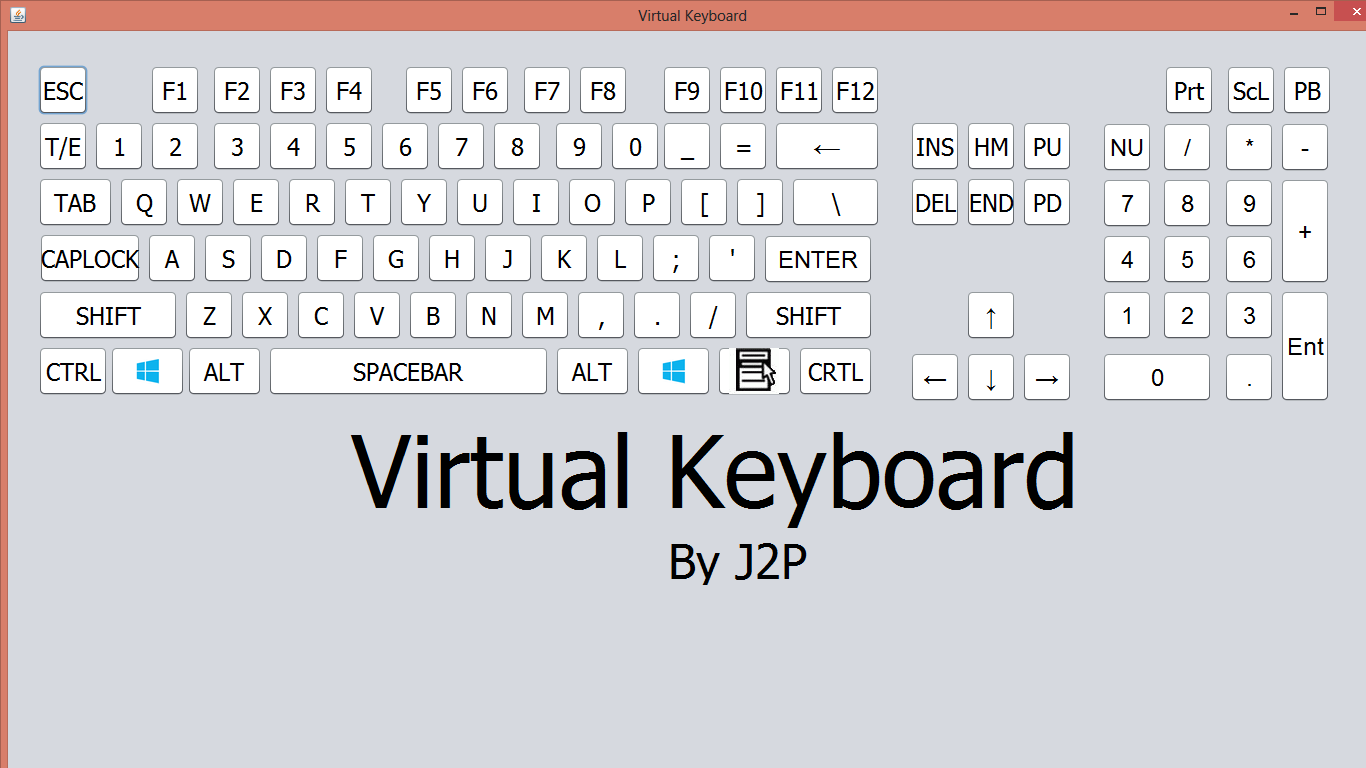 Virtual Keyboard
ESC F1 F2 F3 F4 F5 F6 F7 F8 F9 F10 F11 F12 Prt ScL PB
T/E 1 2 3 4 5 6 7 8 9 0 _ = ← INS HM PU NU / * -
TAB Q W E R T Y U I O P [ ] \ DEL END PD 7 8 9 +
CAPLOCK A S D F G H J K L ; ' ENTER 4 5 6
SHIFT Z X C V B N M , . / SHIFT ↑ 1 2 3 Ent
CTRL ALT SPACEBAR ALT CRTL ← ↓ → 0 .
Virtual Keyboard
By J2P